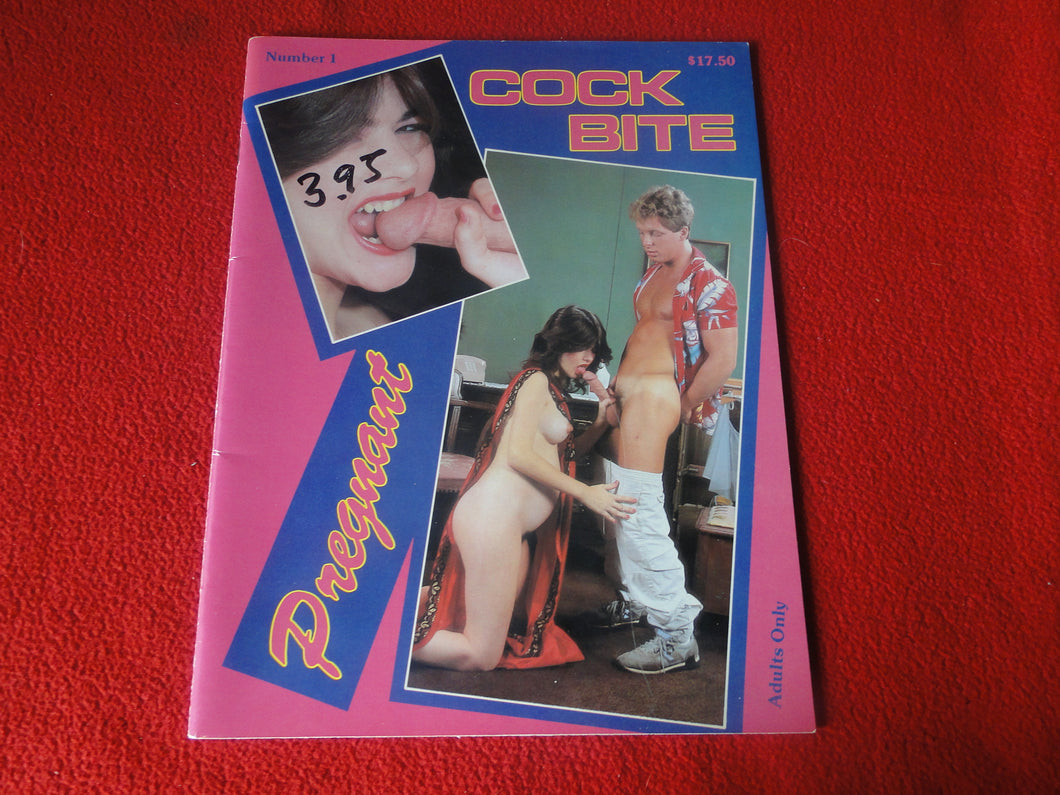 Number 1
$17.50
COCK
BITE
3.95
Pregnant
Adults Only